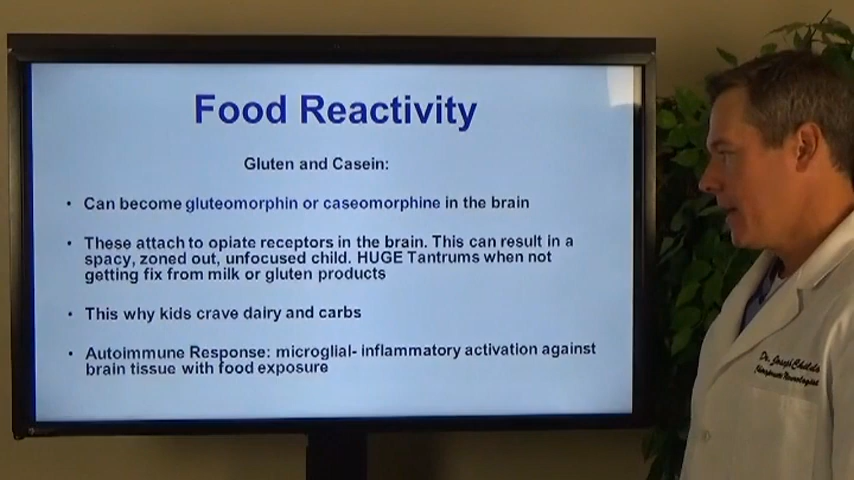 Food Reactivity
Gluten and Casein:
• Can become gluteomorphin or caseomorphine in the brain
• These attach to opiate receptors in the brain. This can result in a
spacy, zoned out, unfocused child. HUGE Tantrums when not
getting fix from milk or gluten products
• This why kids crave dairy and carbs
• Autoimmune Response: microglial- inflammatory activation against
brain tissue with food exposure
Dr. Joseph Childs